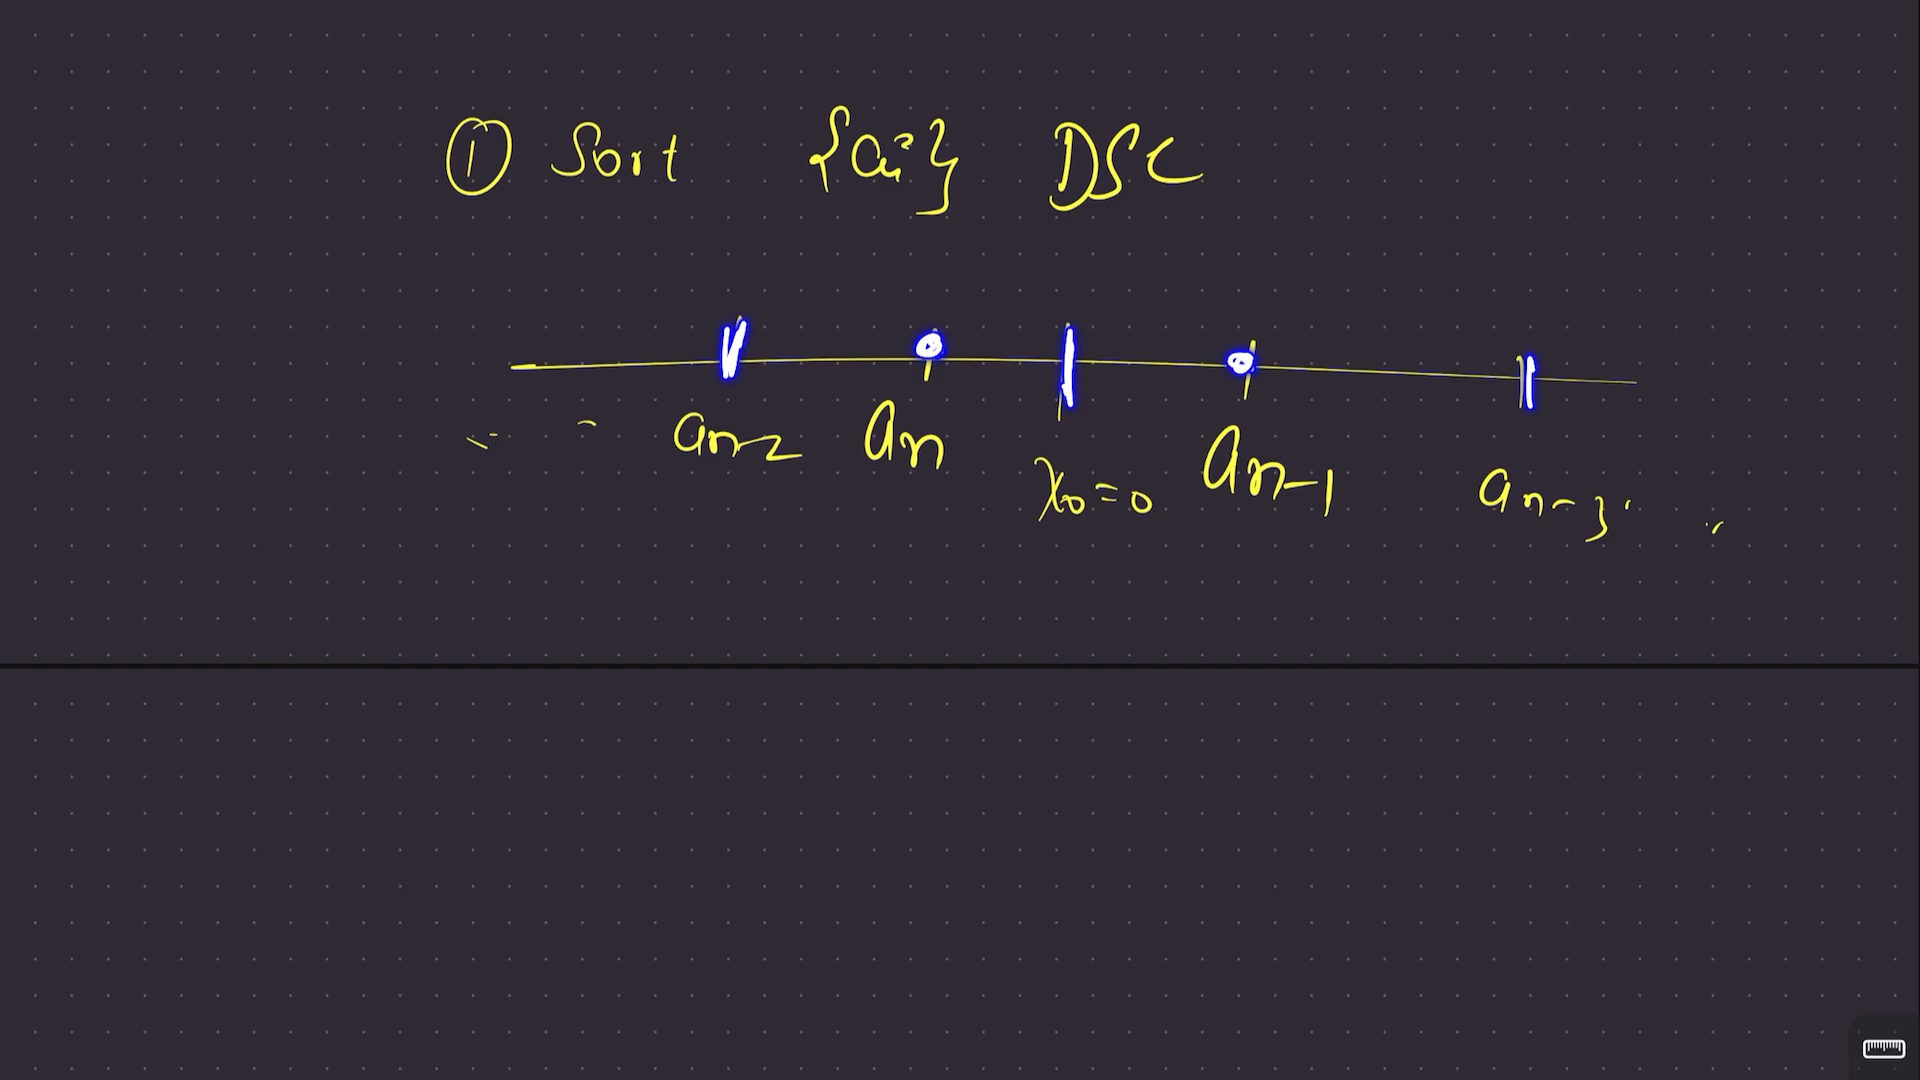 ① Sort {ai} DSC
an-2 an x0=0 an-1 an-3